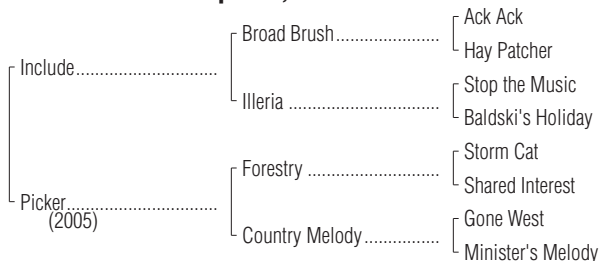 Ack Ack
Broad Brush
Hay Patcher
Include
Stop the Music
Illeria
Baldski's Holiday
Storm Cat
Forestry
Shared Interest
Picker
(2005)
Gone West
Country Melody
Minister's Melody